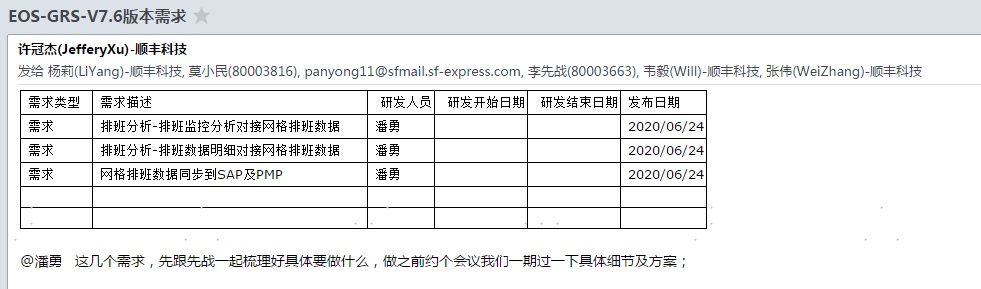 EOS-GRS-V7.6版本需求
许冠杰(JefferyXu)-顺丰科技
发给 杨莉(LiYang)-顺丰科技, 莫小民(80003816), panyong11@sfmail.sf-express.com, 李先战(80003663), 韦毅(Will)-顺丰科技, 张伟(WeiZhang)-顺丰科技
需求类型 需求描述 研发人员 研发开始日期 研发结束日期 发布日期
需求 排班分析-排班监控分析对接网格排班数据 潘勇 2020/06/24
需求 排班分析-排班数据明细对接网格排班数据 潘勇 2020/06/24
需求 网格排班数据同步到SAP及PMP 潘勇 2020/06/24
@潘勇 这几个需求，先跟先战一起梳理好具体要做什么，做之前约个会议我们一期过一下具体细节及方案；